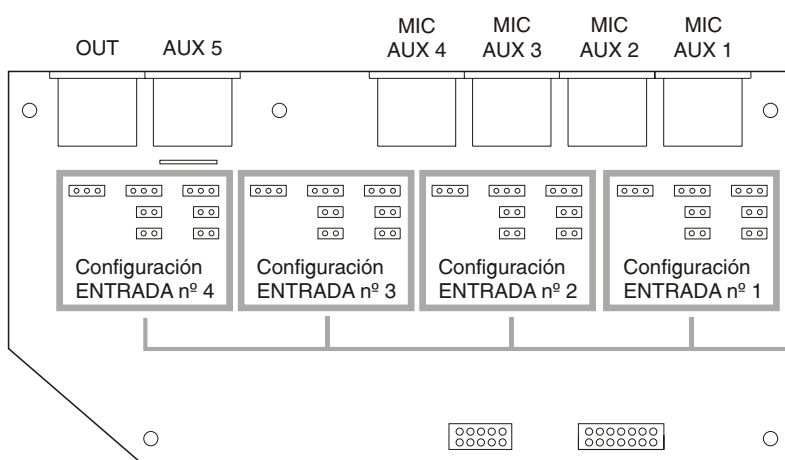 OUT
AUX 5
MIC
AUX 4
MIC
AUX 3
MIC
AUX 2
MIC
AUX 1
Configuración
ENTRADA nº 4
Configuración
ENTRADA nº 3
Configuración
ENTRADA nº 2
Configuración
ENTRADA nº 1